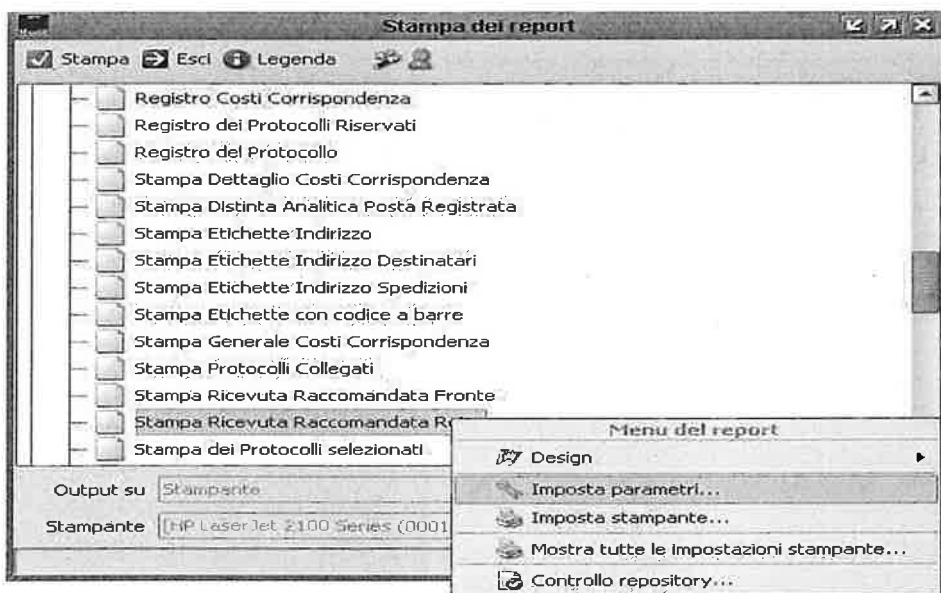 Stampa dei report
Stampa Esci Legenda
Registro Costi Corrispondenza
Registro dei Protocolli Riservati
Registro del Protocollo
Stampa Dettaglio Costi Corrispondenza
Stampa Distinta Analitica Posta Registrata
Stampa Etichette Indirizzo
Stampa Etichette Indirizzo Destinatari
Stampa Etichette Indirizzo Spedizioni
Stampa Etichette con codice a barre
Stampa Generale Costi Corrispondenza
Stampa Protocolli Collegati
Stampa Ricevuta Raccomandata Fronte
Stampa Ricevuta Raccomandata
Stampa dei Protocolli selezionati
Menu del report
Design
Imposta parametri...
Imposta stampante...
Mostra tutte le impostazioni stampante...
Controllo repository...
Output su Stampante
Stampante HP LaserJet 2100 Series (0001